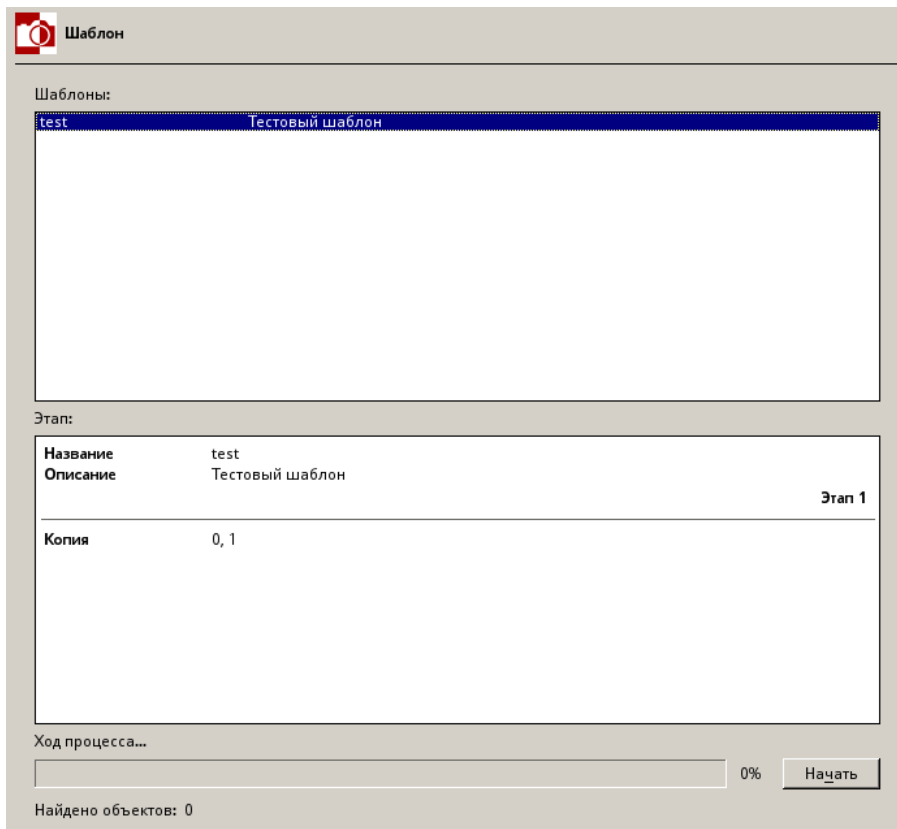 Шаблон
Шаблоны:
test Тестовый шаблон
Этап:
Название test
Описание Тестовый шаблон
Этап 1
Копия 0, 1
Ход процесса...
0% Начать
Найдено объектов: 0